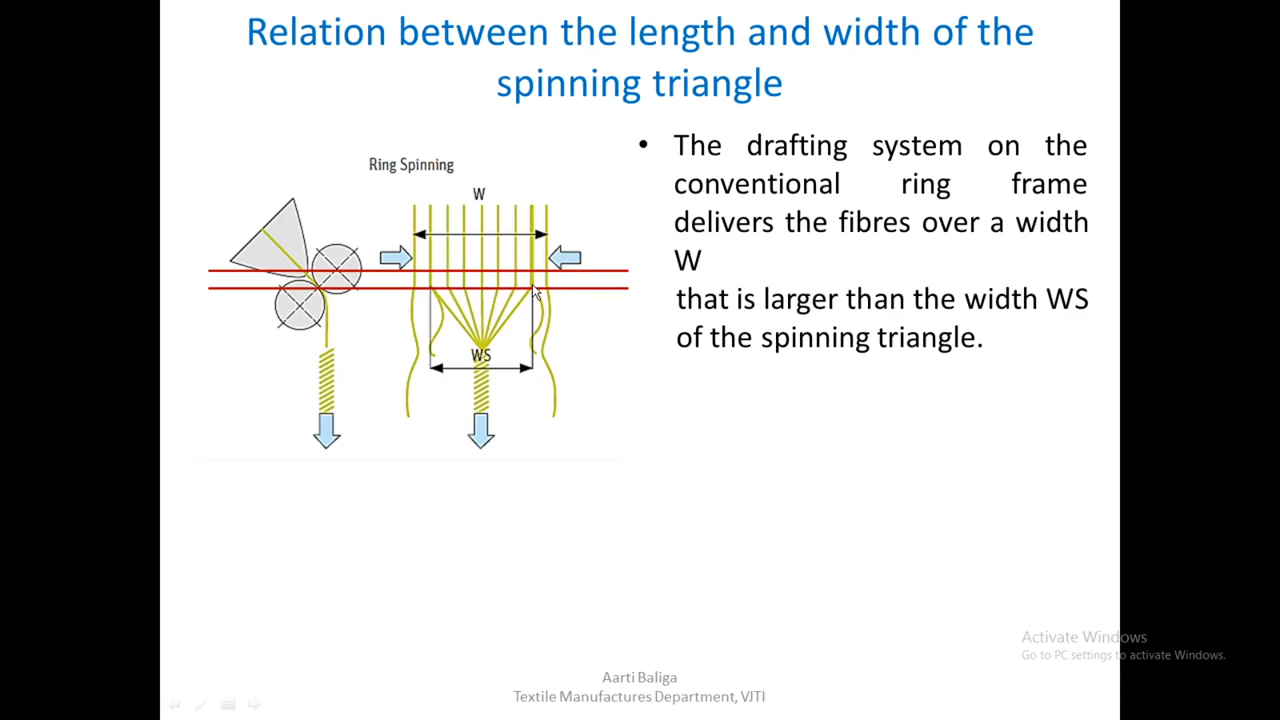 Relation between the length and width of the
spinning triangle
Ring Spinning
W
WS
• The drafting system on the
conventional ring frame
delivers the fibres over a width
W
that is larger than the width WS
of the spinning triangle.
Activate Windows
Go to PC settings to activate Windows.
Aarti Baliga
Textile Manufactures Department, VJTI